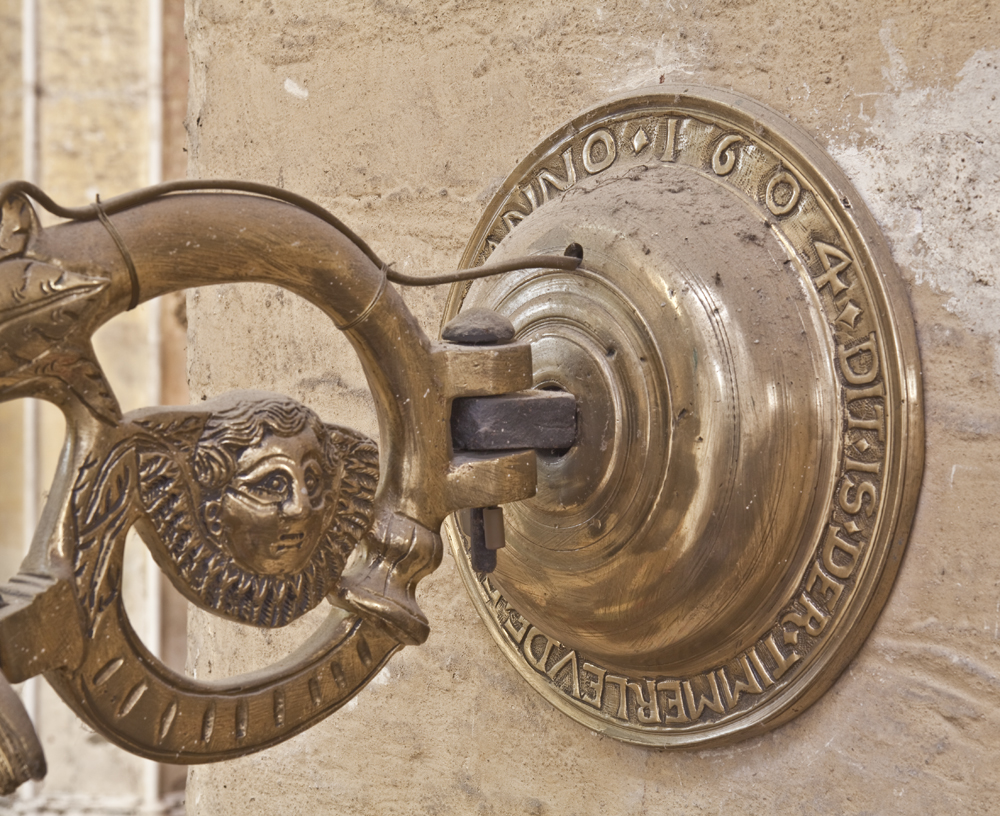 ANNO ⬥ 1604 ⬥ DIT · IS · DER · TIMMERLEVDE